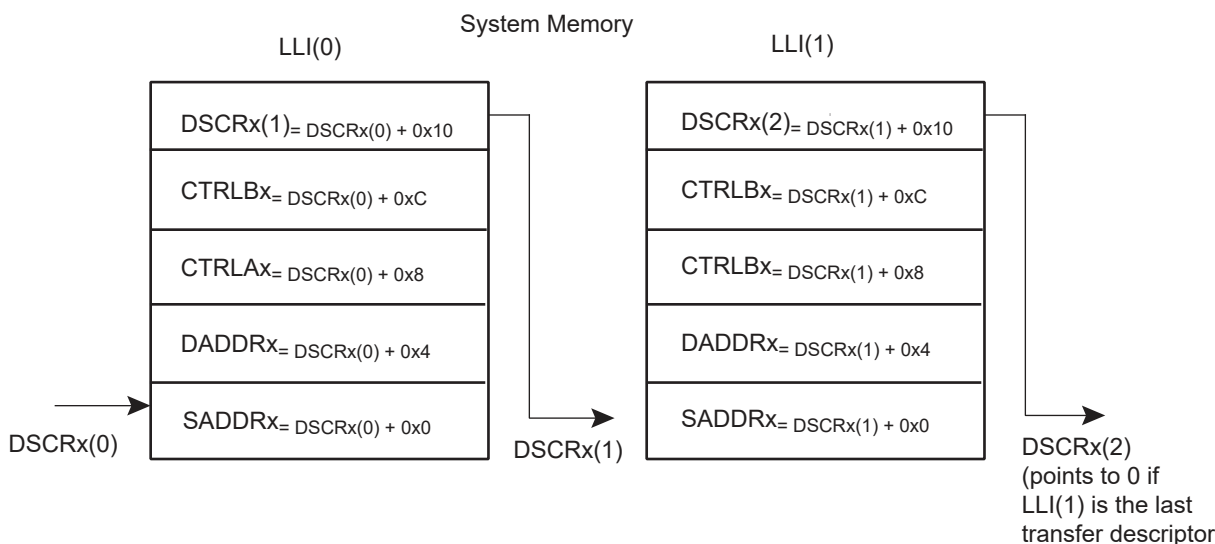 System Memory
LLI(0)
LLI(1)
DSCRx(1)= DSCRx(0) + 0x10
CTRLBx= DSCRx(0) + 0xC
CTRLAx= DSCRx(0) + 0x8
DADDRx= DSCRx(0) + 0x4
SADDRx= DSCRx(0) + 0x0
DSCRx(0)
DSCRx(1)
DSCRx(2)= DSCRx(1) + 0x10
CTRLBx= DSCRx(1) + 0xC
CTRLBx= DSCRx(1) + 0x8
DADDRx= DSCRx(1) + 0x4
SADDRx= DSCRx(1) + 0x0
DSCRx(2)
(points to 0 if
LLI(1) is the last
transfer descriptor